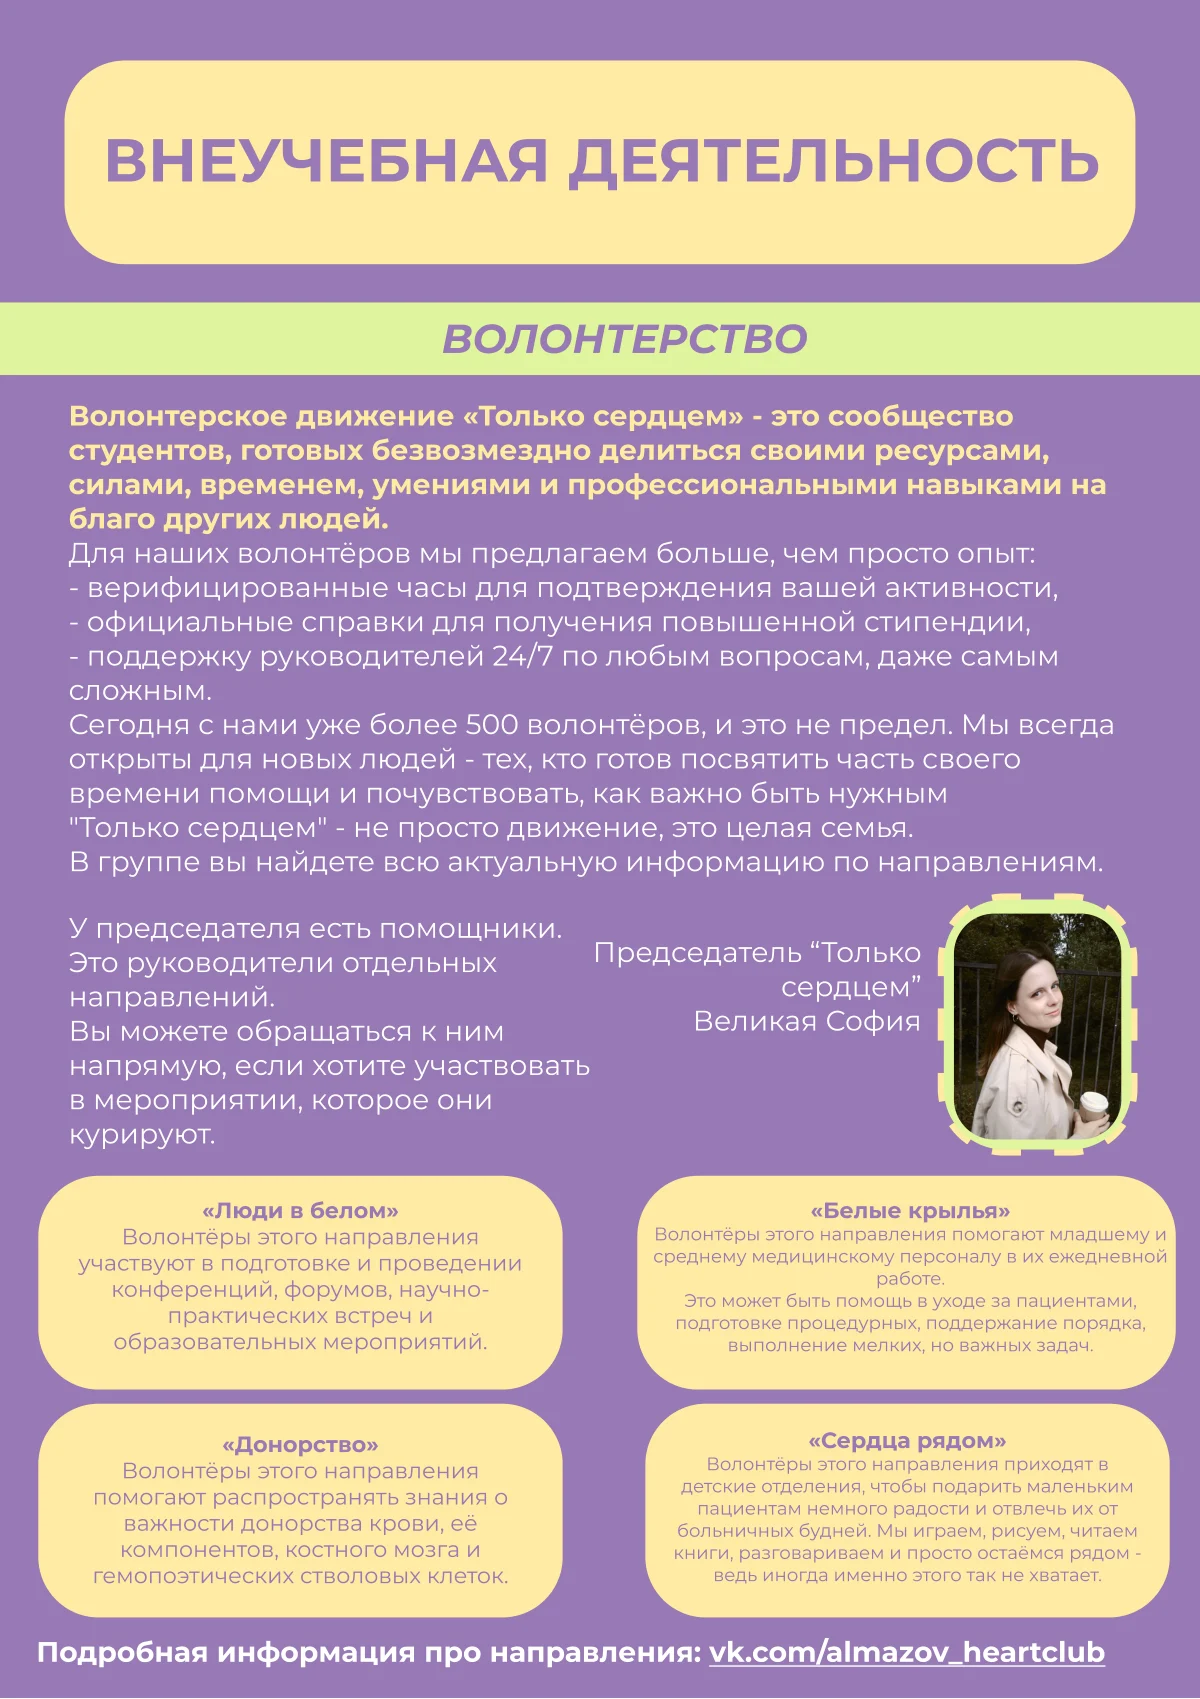 ВНЕУЧЕБНАЯ ДЕЯТЕЛЬНОСТЬ
ВОЛОНТЕРСТВО
Волонтерское движение «Только сердцем» - это сообщество
студентов, готовых безвозмездно делиться своими ресурсами,
силами, временем, умениями и профессиональными навыками на
благо других людей.
Для наших волонтёров мы предлагаем больше, чем просто опыт:
- верифицированные часы для подтверждения вашей активности,
- официальные справки для получения повышенной стипендии,
- поддержку руководителей 24/7 по любым вопросам, даже самым
сложным.
Сегодня с нами уже более 500 волонтёров, и это не предел. Мы всегда
открыты для новых людей - тех, кто готов посвятить часть своего
времени помощи и почувствовать, как важно быть нужным
"Только сердцем" - не просто движение, это целая семья.
В группе вы найдете всю актуальную информацию по направлениям.
У председателя есть помощники.
Это руководители отдельных
направлений.
Вы можете обращаться к ним
напрямую, если хотите участвовать
в мероприятии, которое они
курируют.
Председатель “Только
сердцем”
Великая София
«Люди в белом»
Волонтёры этого направления
участвуют в подготовке и проведении
конференций, форумов, научно-
практических встреч и
образовательных мероприятий.
«Белые крылья»
Волонтёры этого направления помогают младшему и
среднему медицинскому персоналу в их ежедневной
работе.
Это может быть помощь в уходе за пациентами,
подготовке процедурных, поддержание порядка,
выполнение мелких, но важных задач.
«Донорство»
Волонтёры этого направления
помогают распространять знания о
важности донорства крови, её
компонентов, костного мозга и
гемопоэтических стволовых клеток.
«Сердца рядом»
Волонтёры этого направления приходят в
детские отделения, чтобы подарить маленьким
пациентам немного радости и отвлечь их от
больничных будней. Мы играем, рисуем, читаем
книги, разговариваем и просто остаёмся рядом -
ведь иногда именно этого так не хватает.
Подробная информация про направления: vk.com/almazov_heartclub